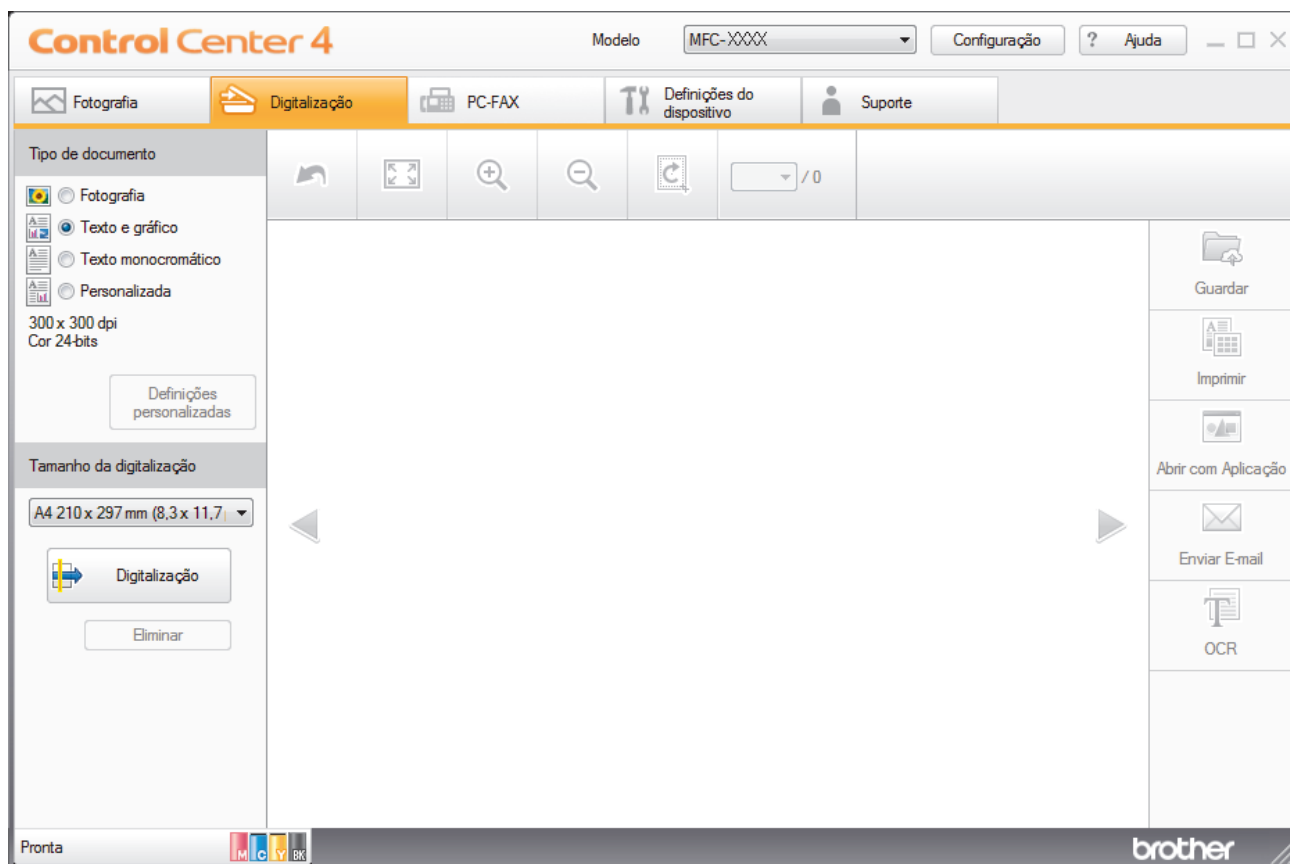 Control Center 4
Modelo
MFC-XXXX
Configuração
? Ajuda
Fotografia
Digitalização
PC-FAX
Definições do
dispositivo
Suporte
Tipo de documento
Fotografia
Texto e gráfico
Texto monocromático
Personalizada
300 x 300 dpi
Cor 24-bits
Definições
personalizadas
Tamanho da digitalização
A4 210 x 297 mm (8,3 x 11,7
Digitalização
Eliminar
/ 0
Guardar
Imprimir
Abrir com Aplicação
Enviar E-mail
OCR
Pronta
M C Y BK
brother